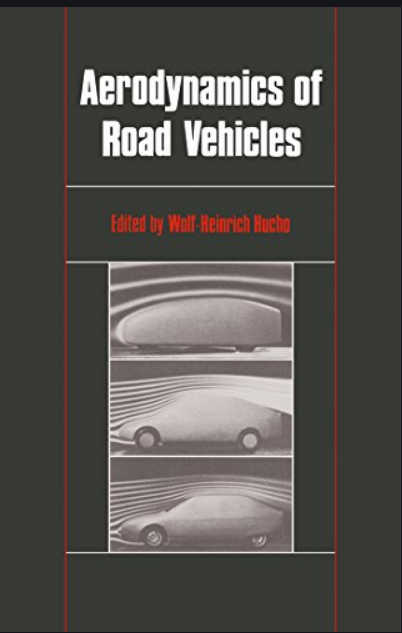 Aerodynamics of
Road Vehicles
Edited by Wolf-Heinrich Hucho